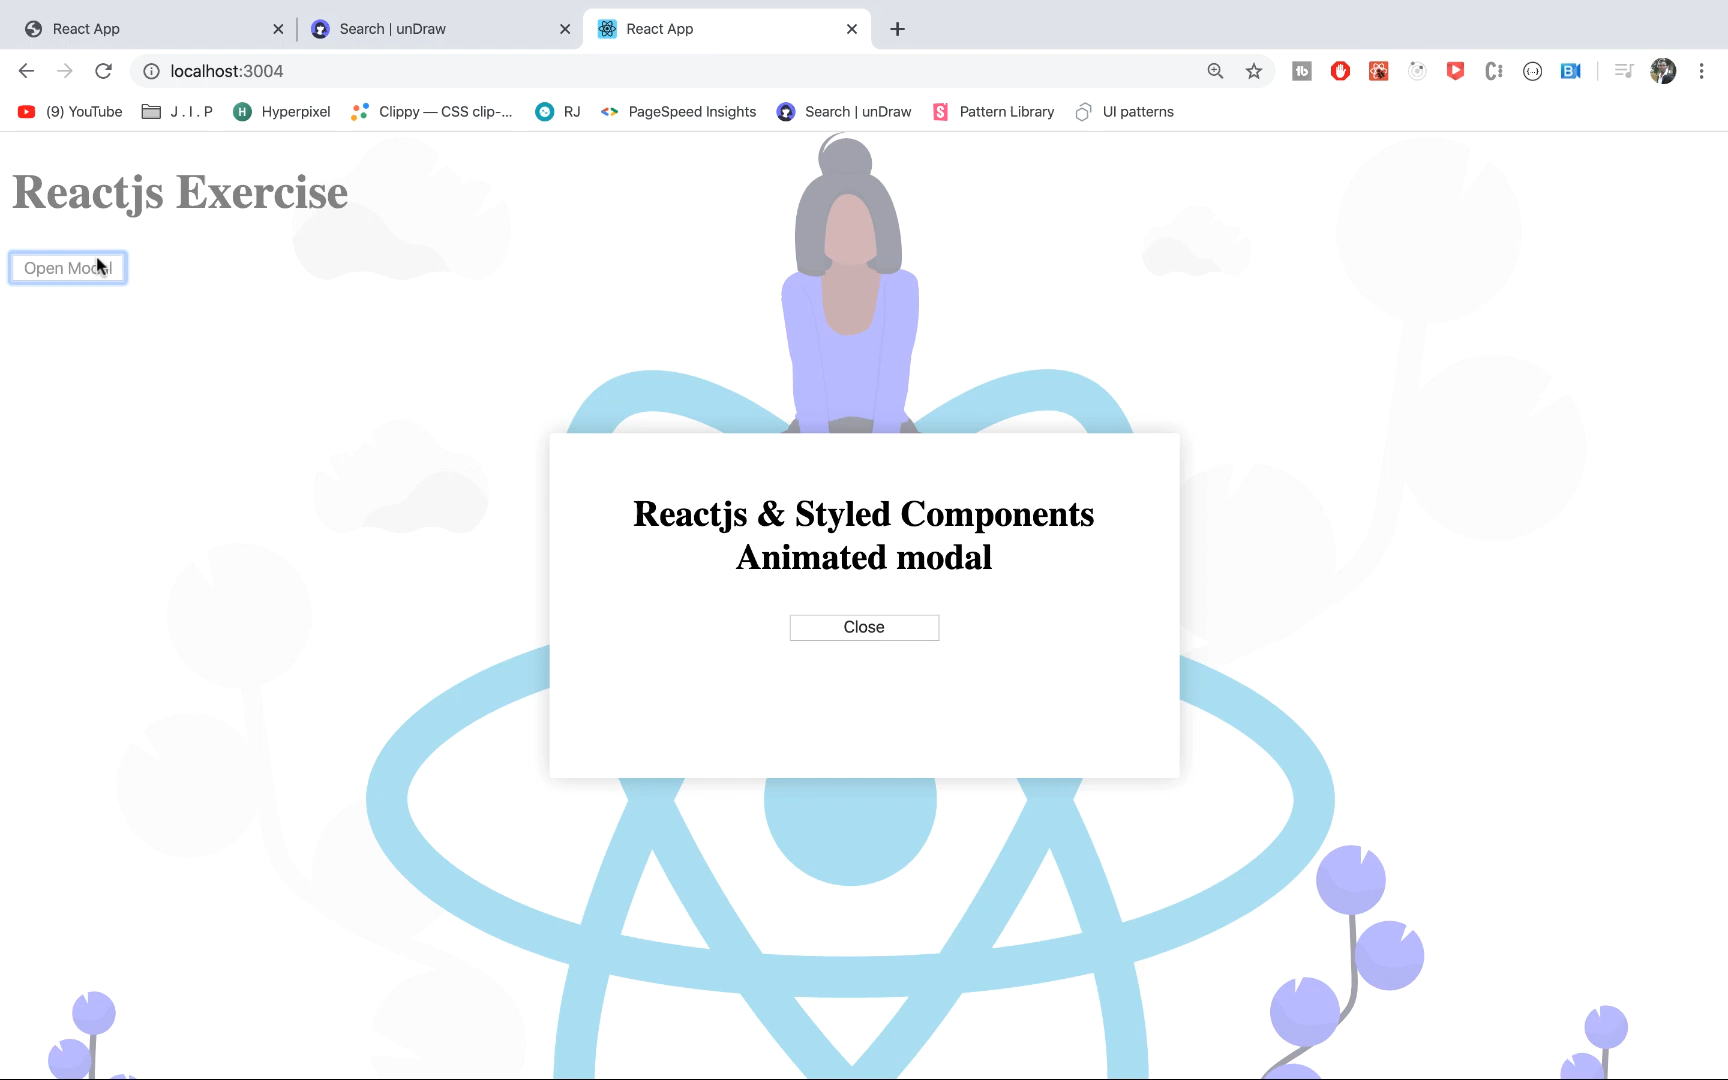 React App
Search | unDraw
React App
localhost:3004
(9) YouTube
J . I . P
Hyperpixel
Clippy — CSS clip-...
RJ
PageSpeed Insights
Search | unDraw
Pattern Library
UI patterns
Reactjs Exercise
Open Modal
Reactjs & Styled Components
Animated modal
Close